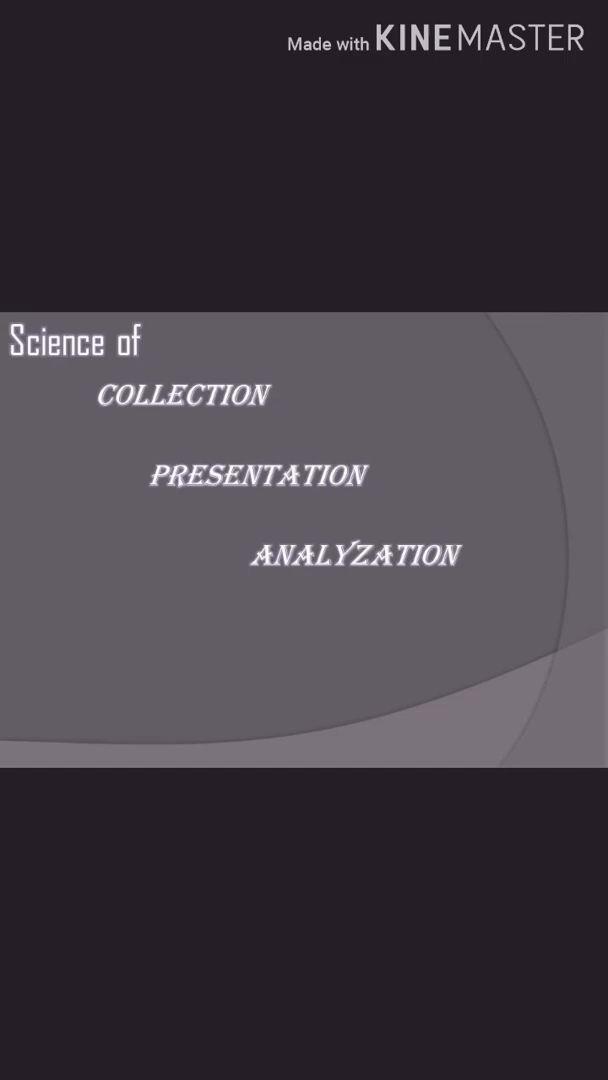 Made with KINEMASTER
Science of
COLLECTION
PRESENTATION
ANALYZATION